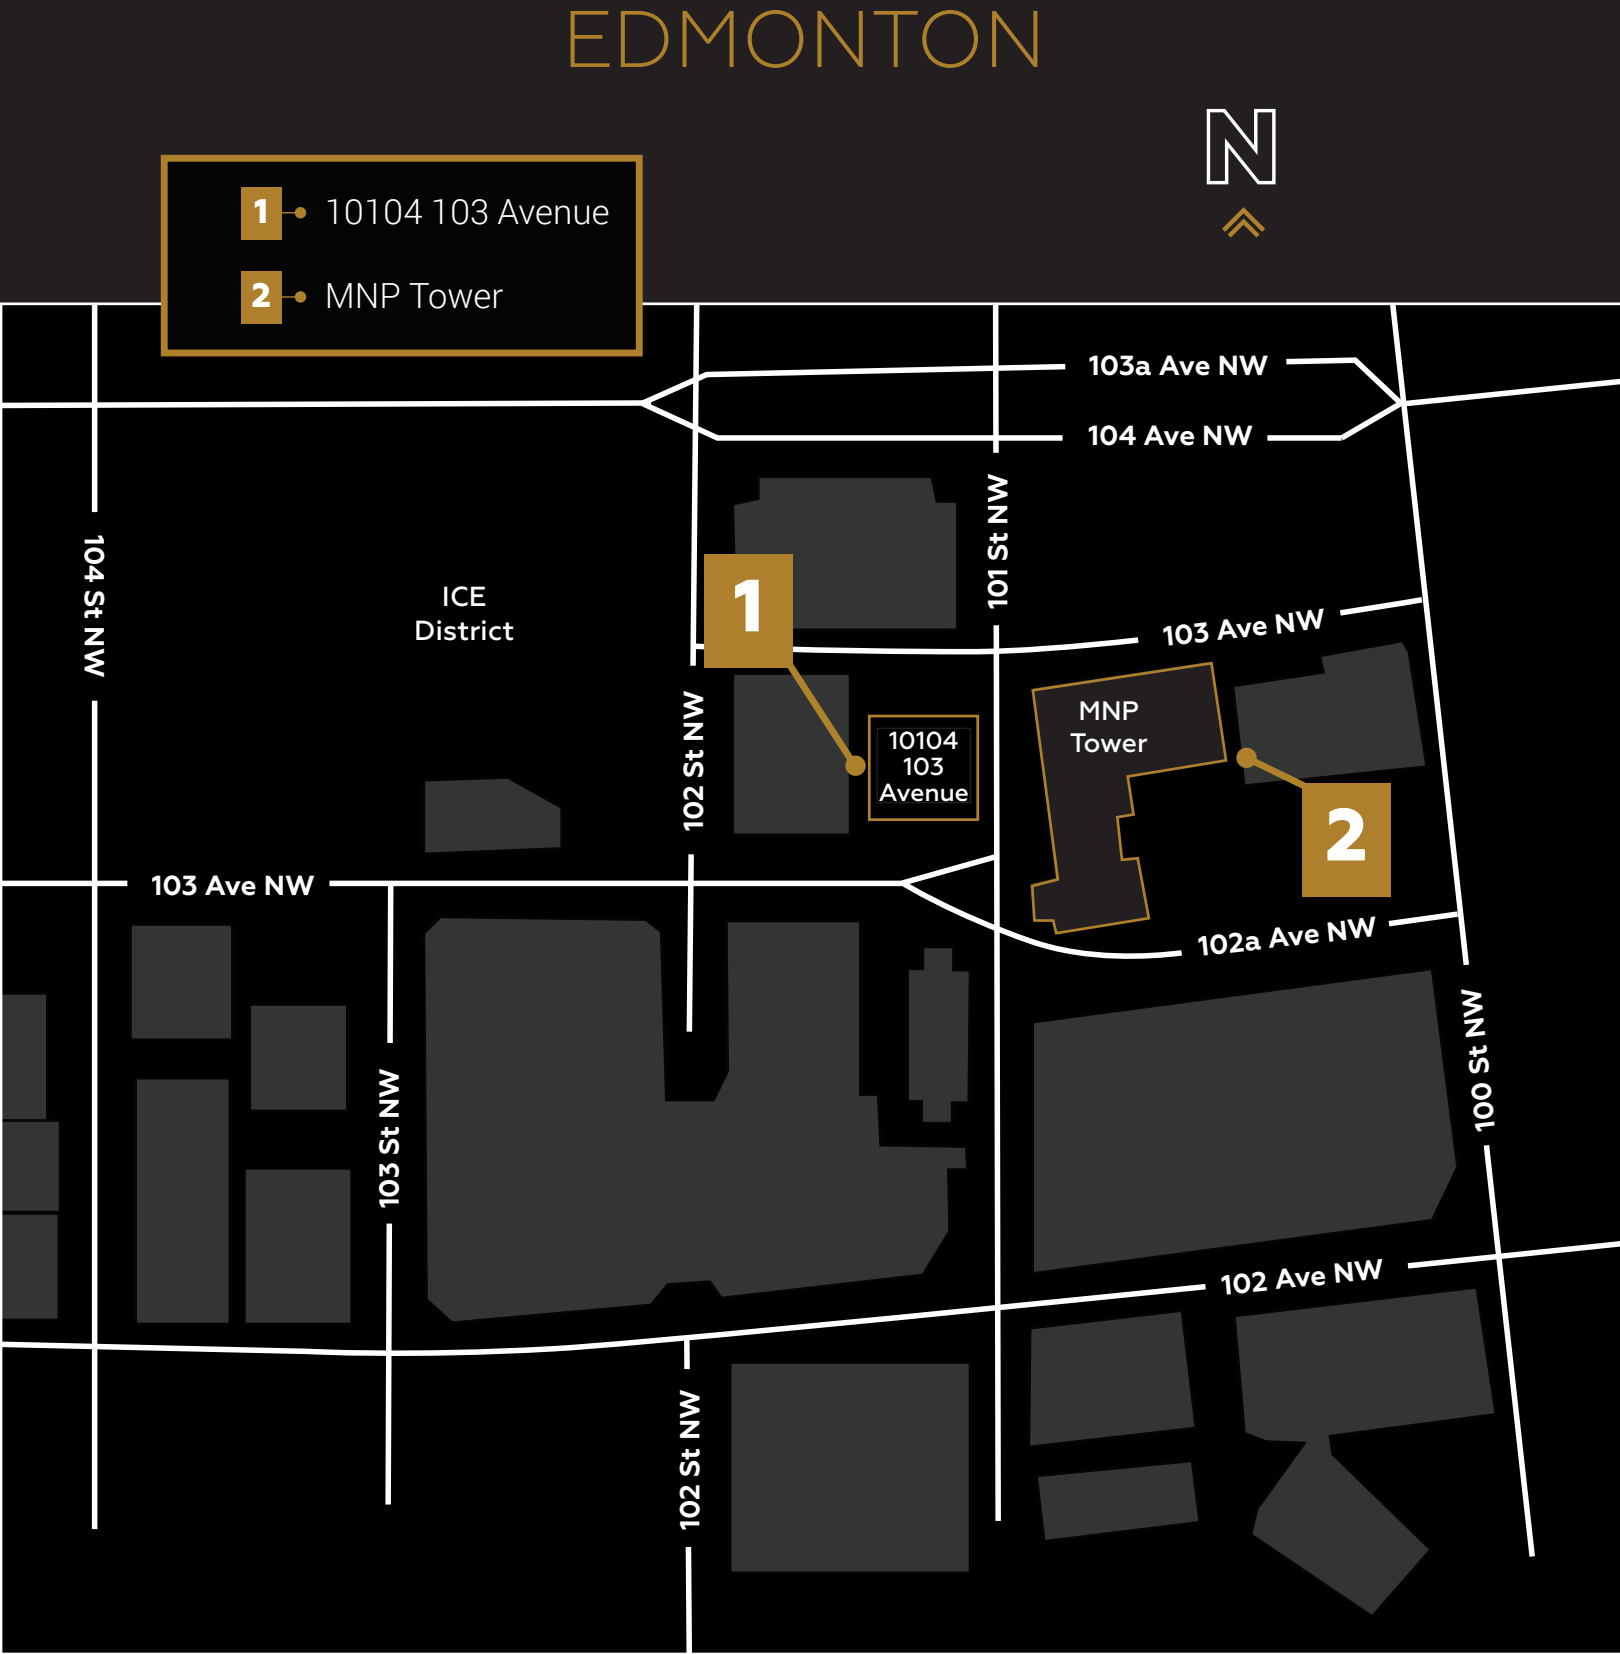 EDMONTON
N
1 10104 103 Avenue
2 MNP Tower
103a Ave NW
104 Ave NW
104 St NW
101 St NW
ICE
District
1
103 Ave NW
102 St NW
MNP
Tower
10104
103
Avenue
2
103 Ave NW
102a Ave NW
100 St NW
103 St NW
102 Ave NW
102 St NW